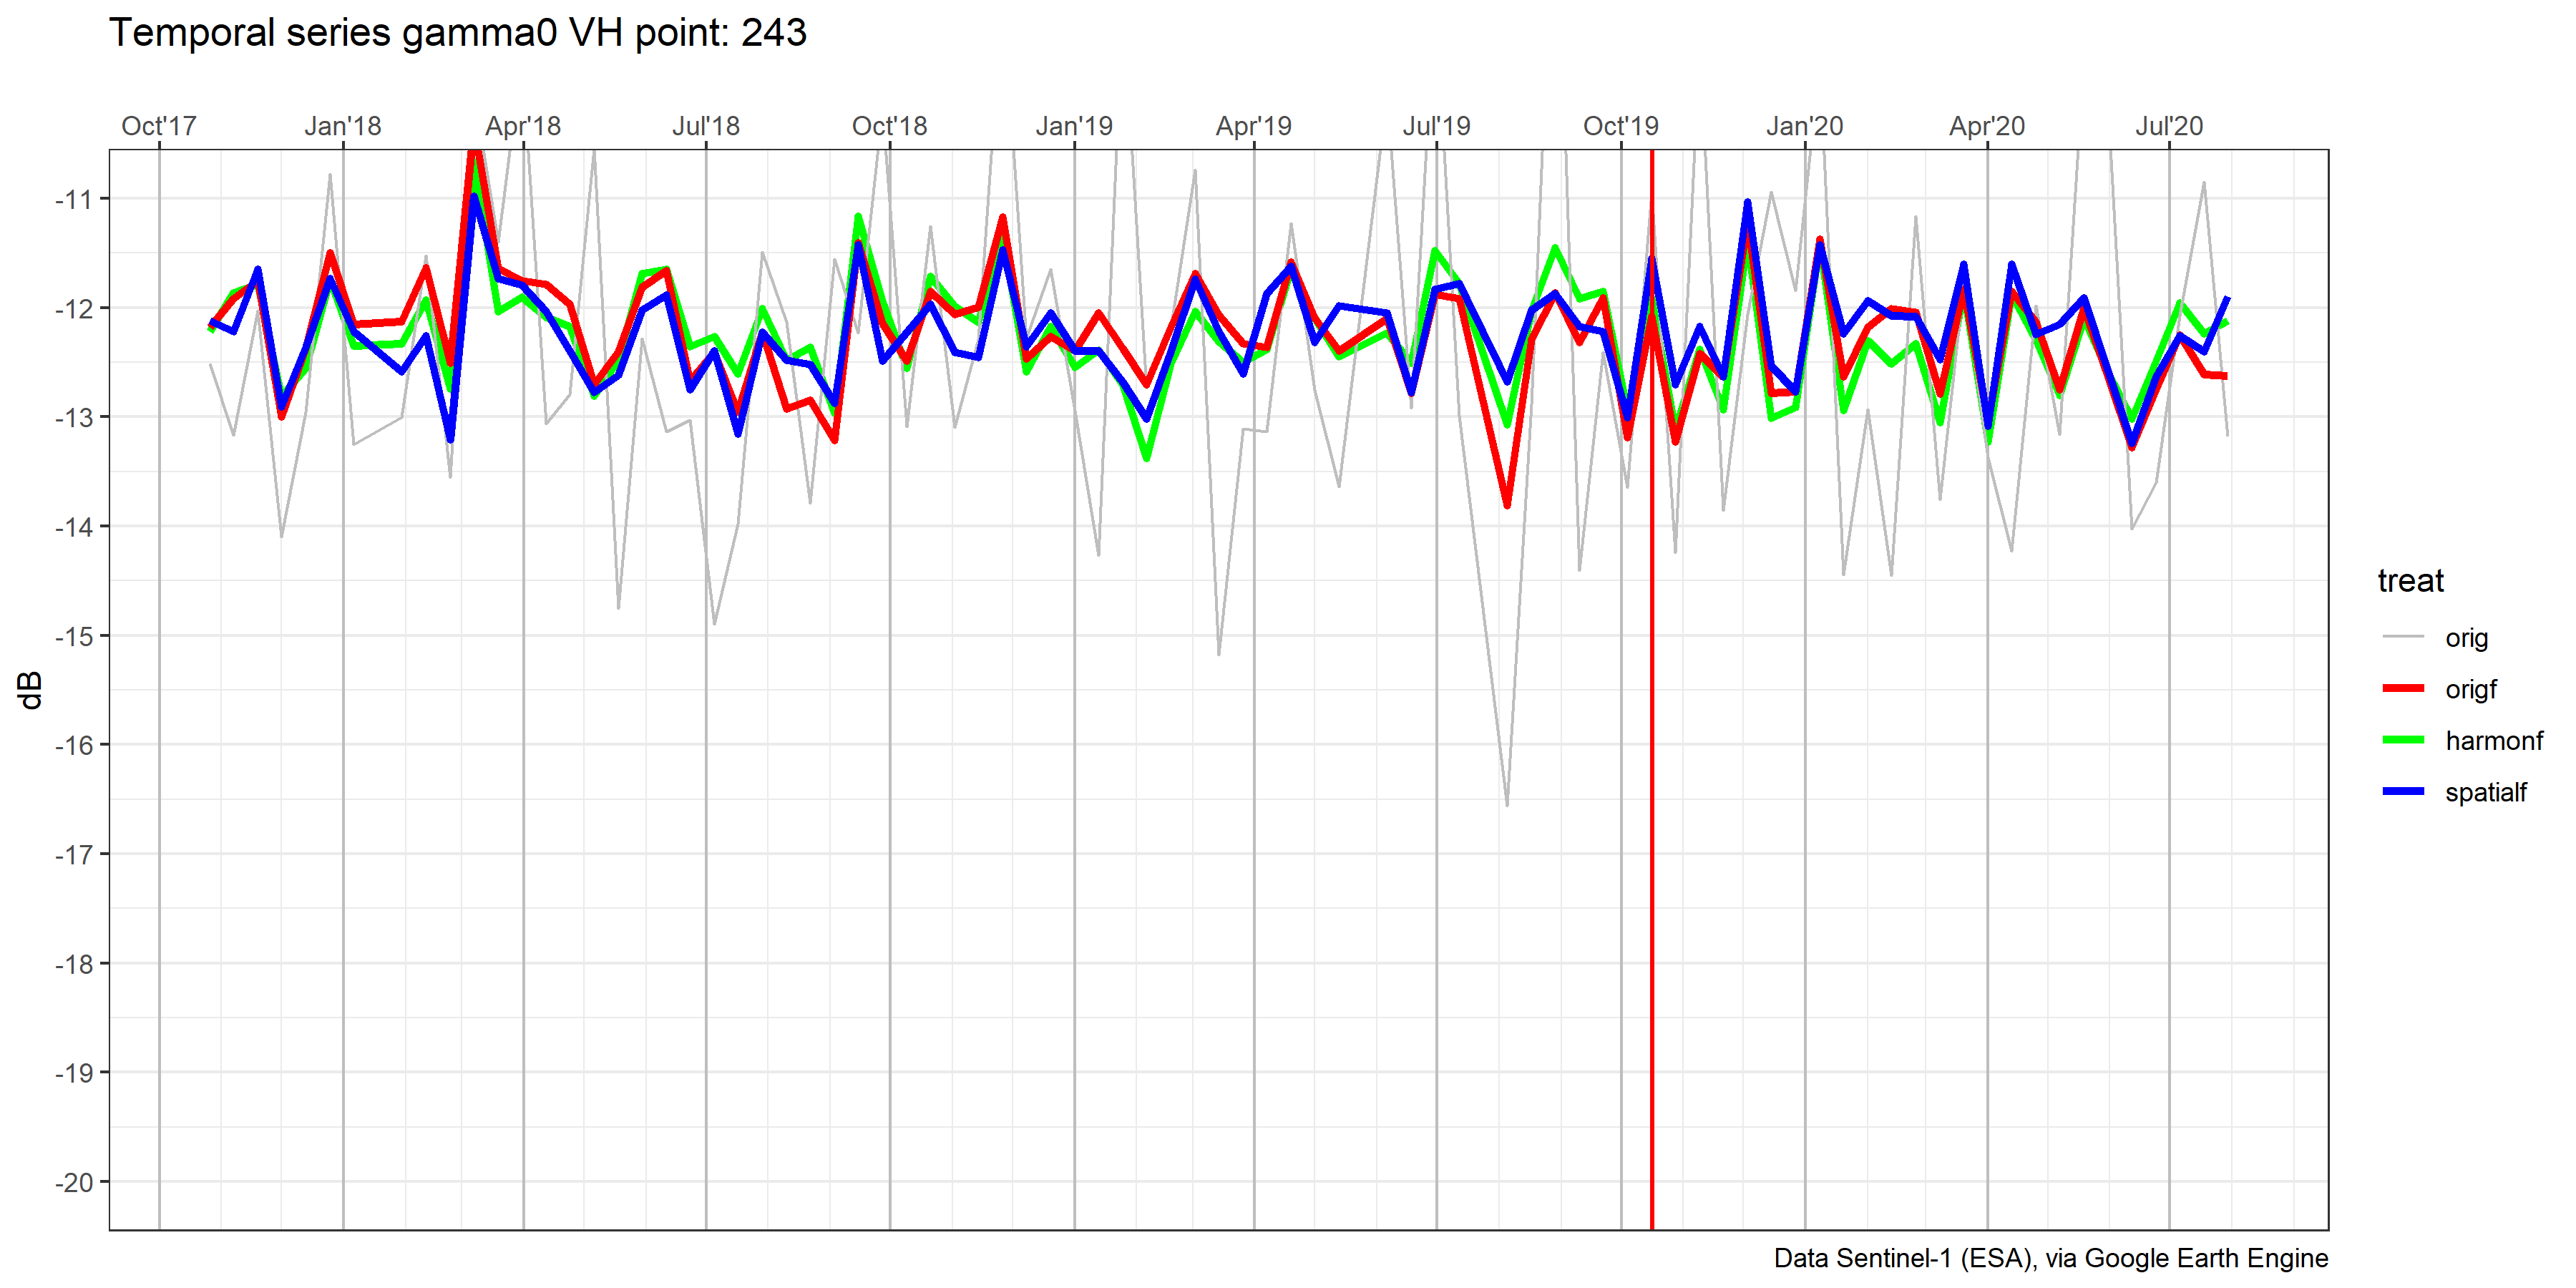 Temporal series gamma0 VH point: 243
Oct'17 Jan'18 Apr'18 Jul'18 Oct'18 Jan'19 Apr'19 Jul'19 Oct'19 Jan'20 Apr'20 Jul'20
-11
-12
-13
-14
-15
-16
-17
-18
-19
-20
dB
treat
orig
origf
harmonf
spatialf
Data Sentinel-1 (ESA), via Google Earth Engine